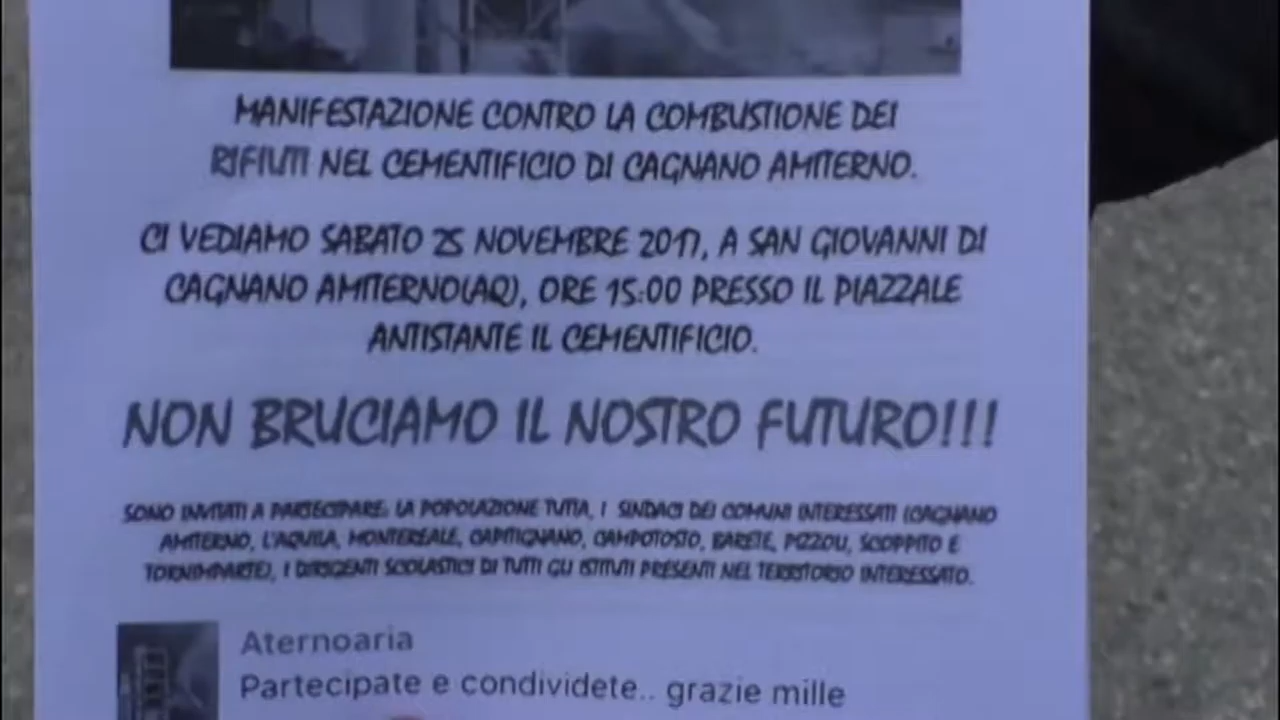 MANIFESTAZIONE CONTRO LA COMBUSTIONE DEI
RIFIUTI NEL CEMENTIFICIO DI CAGNANO AMITERNO.
CI VEDIAMO SABATO 25 NOVEMBRE 2017, A SAN GIOVANNI DI
CAGNANO AMITERNO(AQ), ORE 15:00 PRESSO IL PIAZZALE
ANTISTANTE IL CEMENTIFICIO.
NON BRUCIAMO IL NOSTRO FUTURO!!!
SONO INVITATI A PARTECIPARE: LA POPOLAZIONE TUTTA, I SINDACI DEI COMUNI INTERESSATI (CAGNANO
AMITERNO, L'AQUILA, MONTEREALE, CAPITIGNANO, CAMPOTOSTO, BARETE, PIZZOLI, SCOPPITO E
TORNIMPARTE), I DIRIGENTI SCOLASTICI DI TUTTI GLI ISTITUTI PRESENTI NEL TERRITORIO INTERESSATO.
Aternoaria
Partecipate e condividete.. grazie mille